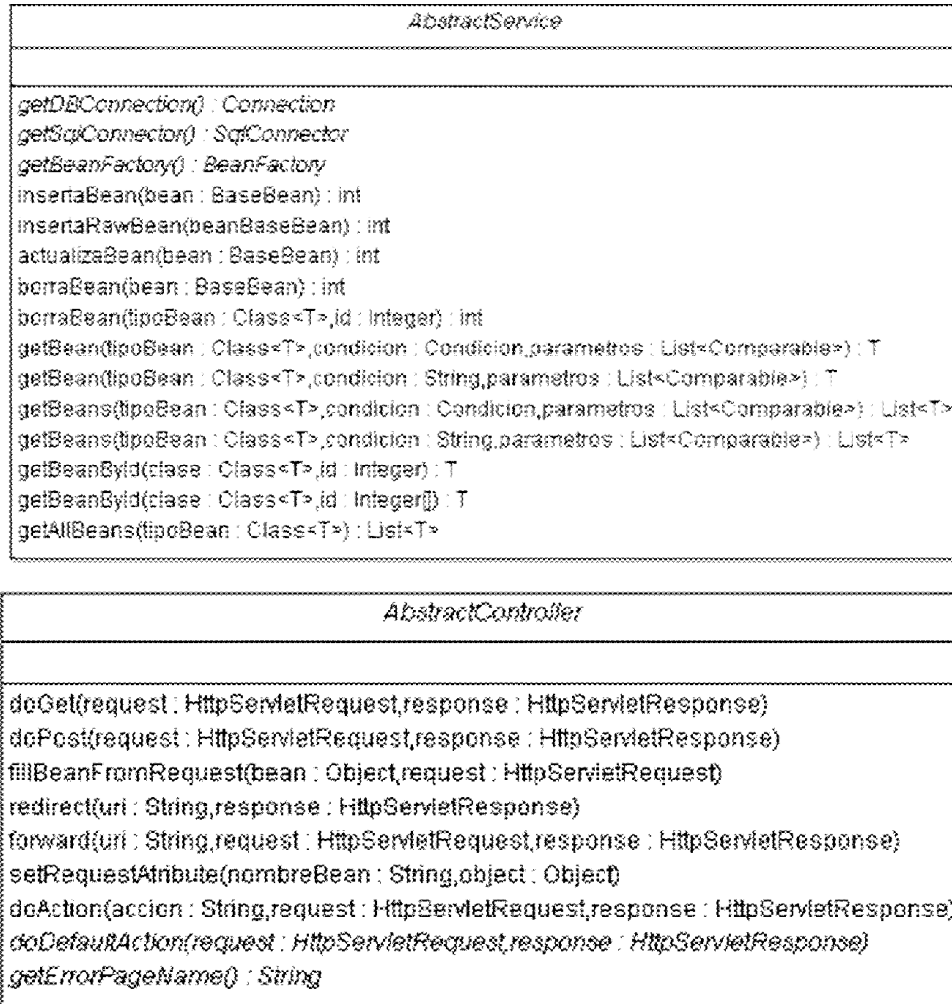 AbstractService
getDBConnection() : Connection
getSqlConnector() : SqlConnector
getBeanFactory() : BeanFactory
insertaBean(bean : BaseBean) : int
insertaRawBean(beanBaseBean) : int
actualizaBean(bean : BaseBean) : int
borraBean(bean : BaseBean) : int
borraBean(tipoBean : Class<T>,id : Integer) : int
getBean(tipoBean : Class<T>,condicion : Condicion,parametros : List<Comparable>) : T
getBean(tipoBean : Class<T>,condicion : String,parametros : List<Comparable>) : T
getBeans(tipoBean : Class<T>,condicion : Condicion,parametros : List<Comparable>) : List<T>
getBeans(tipoBean : Class<T>,condicion : String,parametros : List<Comparable>) : List<T>
getBeanById(clase : Class<T>,id : Integer) : T
getBeanById(clase : Class<T>,id : Integer[]) : T
getAllBeans(tipoBean : Class<T>) : List<T>
AbstractController
doGet(request : HttpServletRequest,response : HttpServletResponse)
doPost(request : HttpServletRequest,response : HttpServletResponse)
fillBeanFromRequest(bean : Object,request : HttpServletRequest)
redirect(uri : String,response : HttpServletResponse)
forward(uri : String,request : HttpServletRequest,response : HttpServletResponse)
setRequestAtribute(nombreBean : String,object : Object)
doAction(accion : String,request : HttpServletRequest,response : HttpServletResponse)
doDefaultAction(request : HttpServletRequest,response : HttpServletResponse)
getErrorPageName() : String